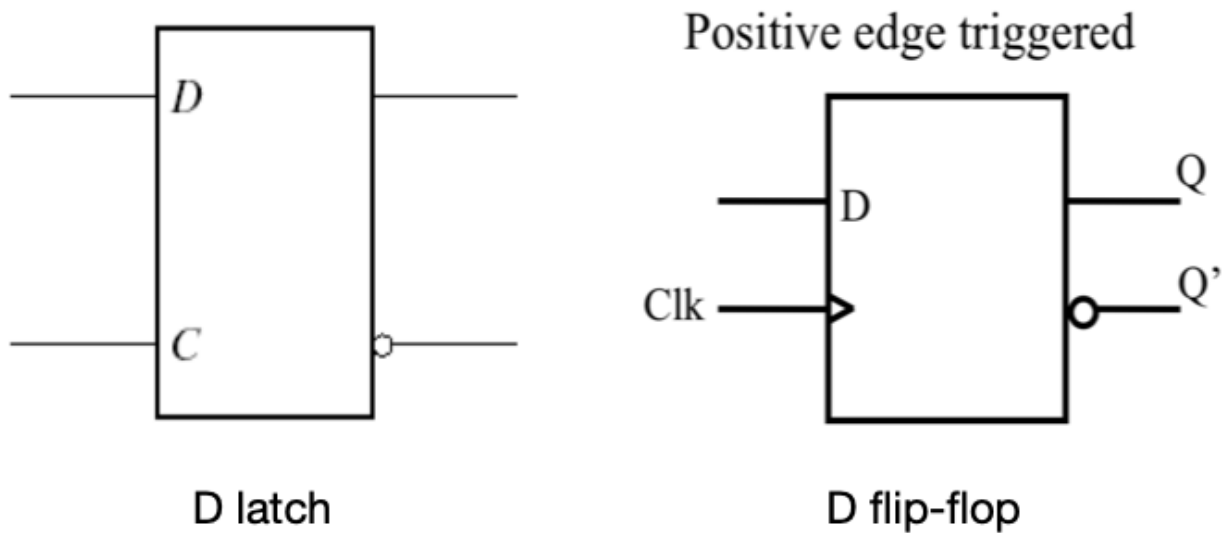 Positive edge triggered
D
C
D
Clk
Q
Q’
D latch
D flip-flop